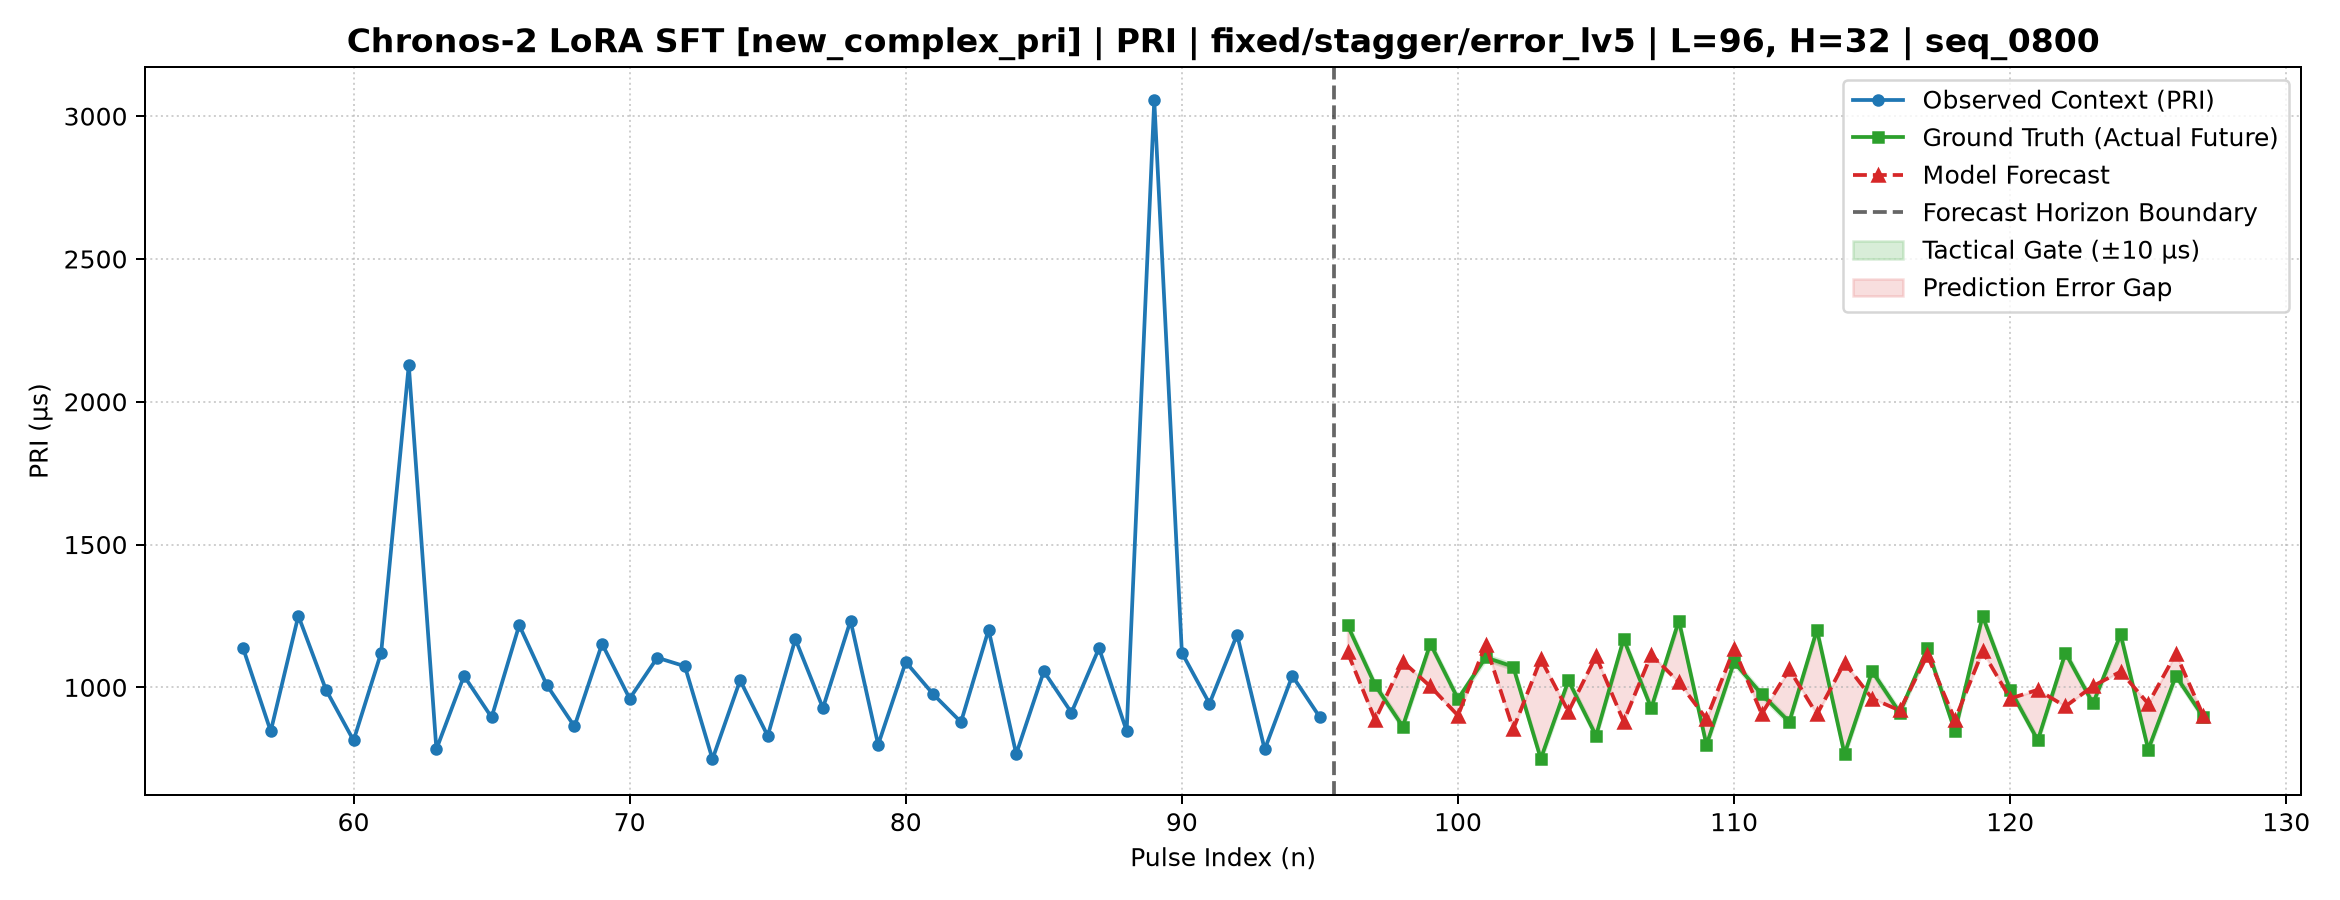 Chronos-2 LoRA SFT [new_complex_pri] | PRI | fixed/stagger/error_lv5 | L=96, H=32 | seq_0800
Observed Context (PRI)
Ground Truth (Actual Future)
Model Forecast
Forecast Horizon Boundary
Tactical Gate (±10 µs)
Prediction Error Gap
PRI (µs)
3000
2500
2000
1500
1000
60 70 80 90 100 110 120 130
Pulse Index (n)